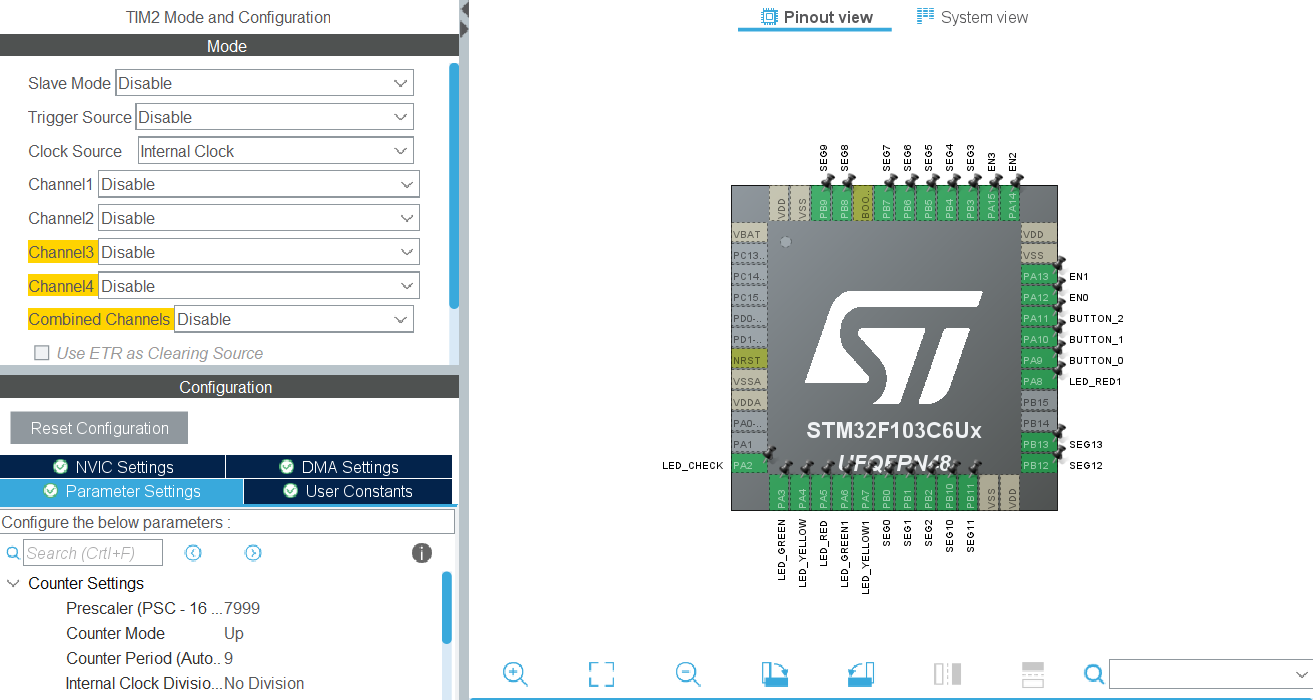 TIM2 Mode and Configuration
Mode
Slave Mode Disable
Trigger Source Disable
Clock Source Internal Clock
Channel1 Disable
Channel2 Disable
Channel3 Disable
Channel4 Disable
Combined Channels Disable
Use ETR as Clearing Source
Configuration
Reset Configuration
NVIC Settings DMA Settings
Parameter Settings User Constants
Configure the below parameters :
Search (Crtl+F)
Counter Settings
Prescaler (PSC - 16 ... 7999
Counter Mode Up
Counter Period (Auto.. 9
Internal Clock Divisio... No Division
Pinout view System view
SEG9 SEG8 SEG7 SEG6 SEG5 SEG4 SEG3 EN3 EN2
VDD VSS PB9 PB8 BOO.. PB7 PB6 PB5 PB4 PB3 PA15 PA14
VBAT
PC13..
PC14..
PC15..
PD0-..
PD1-..
NRST
VSSA
VDDA
PA0-..
PA1
LED_CHECK PA2
ST
STM32F103C6Ux
UFQFPN48
VDD
VSS
PA13 EN1
PA12 EN0
PA11 BUTTON_2
PA10 BUTTON_1
PA9 BUTTON_0
PA8 LED_RED1
PB15
PB14
PB13 SEG13
PB12 SEG12
PA3 PA4 PA5 PA6 PA7 PB0 PB1 PB2 PB10 PB11 VSS VDD
LED_GREEN LED_YELLOW LED_RED LED_GREEN1 LED_YELLOW1 SEG0 SEG1 SEG2 SEG10 SEG11